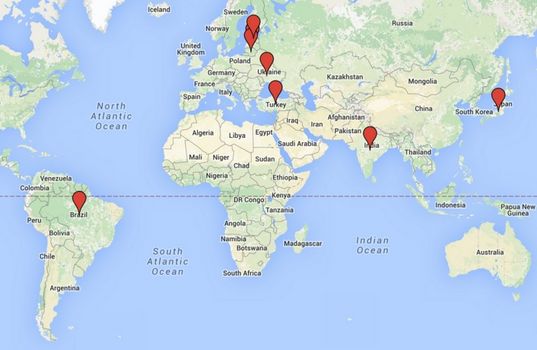 Iceland
Sweden
Norway
Russia
United
Kingdom
Poland
Germany
Ukraine
France
Kazakhstan
Mongolia
Italy
Spain
Turkey
Japan
South Korea
China
North
Atlantic
Ocean
Iraq
Iran
Afghanistan
Pakistan
Algeria
Libya
Egypt
Saudi Arabia
India
Mali
Niger
Chad
Sudan
Thailand
Nigeria
Ethiopia
Venezuela
Colombia
Kenya
DR Congo
Indonesia
Papua New
Guinea
Tanzania
Brazil
Peru
Angola
Bolivia
Namibia
Madagascar
Botswana
South
Atlantic
Ocean
Indian
Ocean
Chile
Australia
South Africa
Argentina